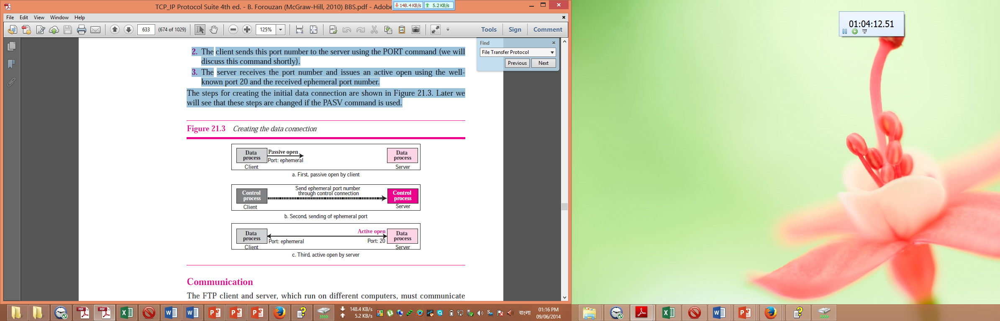 TCP_IP Protocol Suite 4th ed. - B. Forouzan (McGraw-Hill, 2010) BBS.pdf - Adobe
148.4 KB/s 5.2 KB/s
File Edit View Window Help
633 (674 of 1029) 125% Tools Sign Comment
Find
File Transfer Protocol
Previous Next
2. The client sends this port number to the server using the PORT command (we will
discuss this command shortly).
3. The server receives the port number and issues an active open using the well-
known port 20 and the received ephemeral port number.
The steps for creating the initial data connection are shown in Figure 21.3. Later we
will see that these steps are changed if the PASV command is used.
Figure 21.3 Creating the data connection
Data
process
Client
Passive open
Port: ephemeral
Data
process
Server
a. First, passive open by client
Control
process
Client
Send ephemeral port number
through control connection
Control
process
Server
b. Second, sending of ephemeral port
Data
process
Client
Port: ephemeral
Active open
Port: 20
Data
process
Server
c. Third, active open by server
Communication
The FTP client and server, which run on different computers, must communicate
148.4 KB/s
5.2 KB/s
বাংলা
01:16 PM
09/06/2014
01:04:12.51